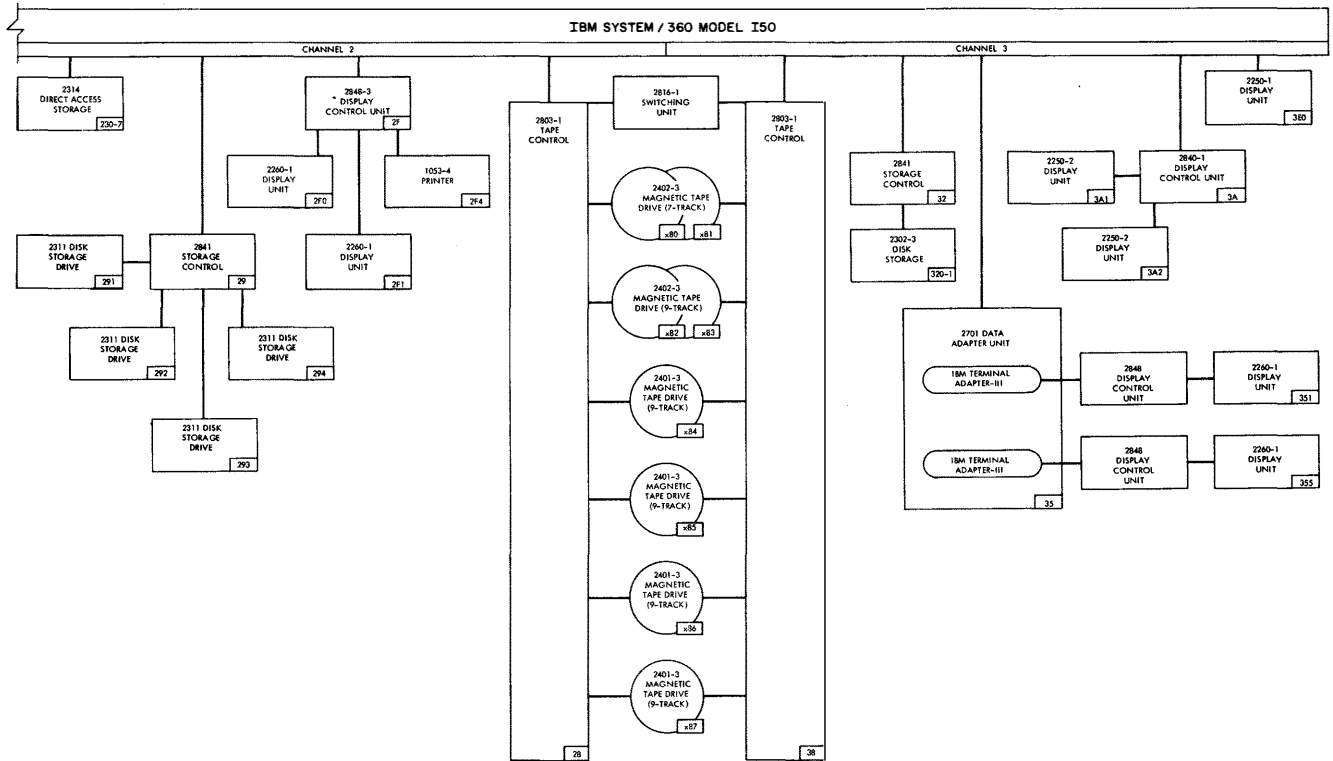 IBM SYSTEM / 360 MODEL I50
CHANNEL 2
CHANNEL 3
2314
DIRECT ACCESS
STORAGE
230-7
2848-3
DISPLAY
CONTROL UNIT
2F
2260-1
DISPLAY
UNIT
2F0
1053-4
PRINTER
2F4
2260-1
DISPLAY
UNIT
2F1
2311 DISK
STORAGE
DRIVE
291
2841
STORAGE
CONTROL
29
2311 DISK
STORAGE
DRIVE
292
2311 DISK
STORAGE
DRIVE
294
2311 DISK
STORAGE
DRIVE
293
2803-1
TAPE
CONTROL
28
2816-1
SWITCHING
UNIT
2402-3
MAGNETIC TAPE
DRIVE (7-TRACK)
x80
x81
2402-3
MAGNETIC TAPE
DRIVE (9-TRACK)
x82
x83
2401-3
MAGNETIC
TAPE DRIVE
(9-TRACK)
x84
2401-3
MAGNETIC
TAPE DRIVE
(9-TRACK)
x85
2401-3
MAGNETIC
TAPE DRIVE
(9-TRACK)
x86
2401-3
MAGNETIC
TAPE DRIVE
(9-TRACK)
x87
2803-1
TAPE
CONTROL
38
2841
STORAGE
CONTROL
32
2302-3
DISK
STORAGE
320-1
2250-1
DISPLAY
UNIT
3E0
2250-2
DISPLAY
UNIT
3A1
2840-1
DISPLAY
CONTROL UNIT
3A
2250-2
DISPLAY
UNIT
3A2
2701 DATA
ADAPTER UNIT
IBM TERMINAL
ADAPTER-III
2848
DISPLAY
CONTROL
UNIT
2260-1
DISPLAY
UNIT
351
IBM TERMINAL
ADAPTER-III
2848
DISPLAY
CONTROL
UNIT
2260-1
DISPLAY
UNIT
355
35